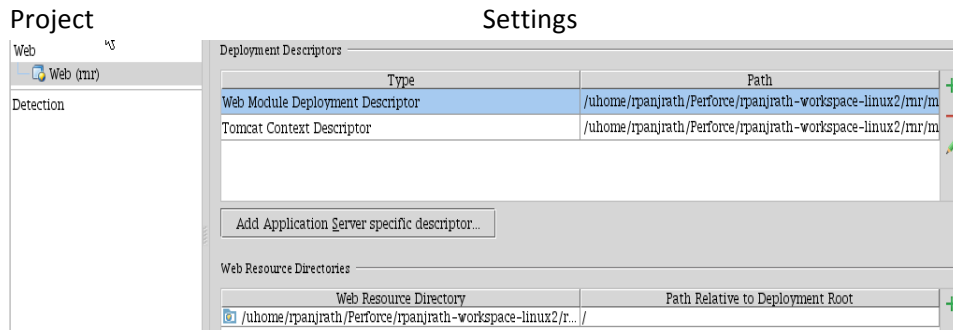 Project Settings
Web
Web (rnr)
Detection
Deployment Descriptors
Type Path
Web Module Deployment Descriptor /uhome/rpanjrath/Perforce/rpanjrath-workspace-linux2/rnr/m
Tomcat Context Descriptor /uhome/rpanjrath/Perforce/rpanjrath-workspace-linux2/rnr/m
Add Application Server specific descriptor...
Web Resource Directories
Web Resource Directory Path Relative to Deployment Root
/uhome/rpanjrath/Perforce/rpanjrath-workspace-linux2/r... /